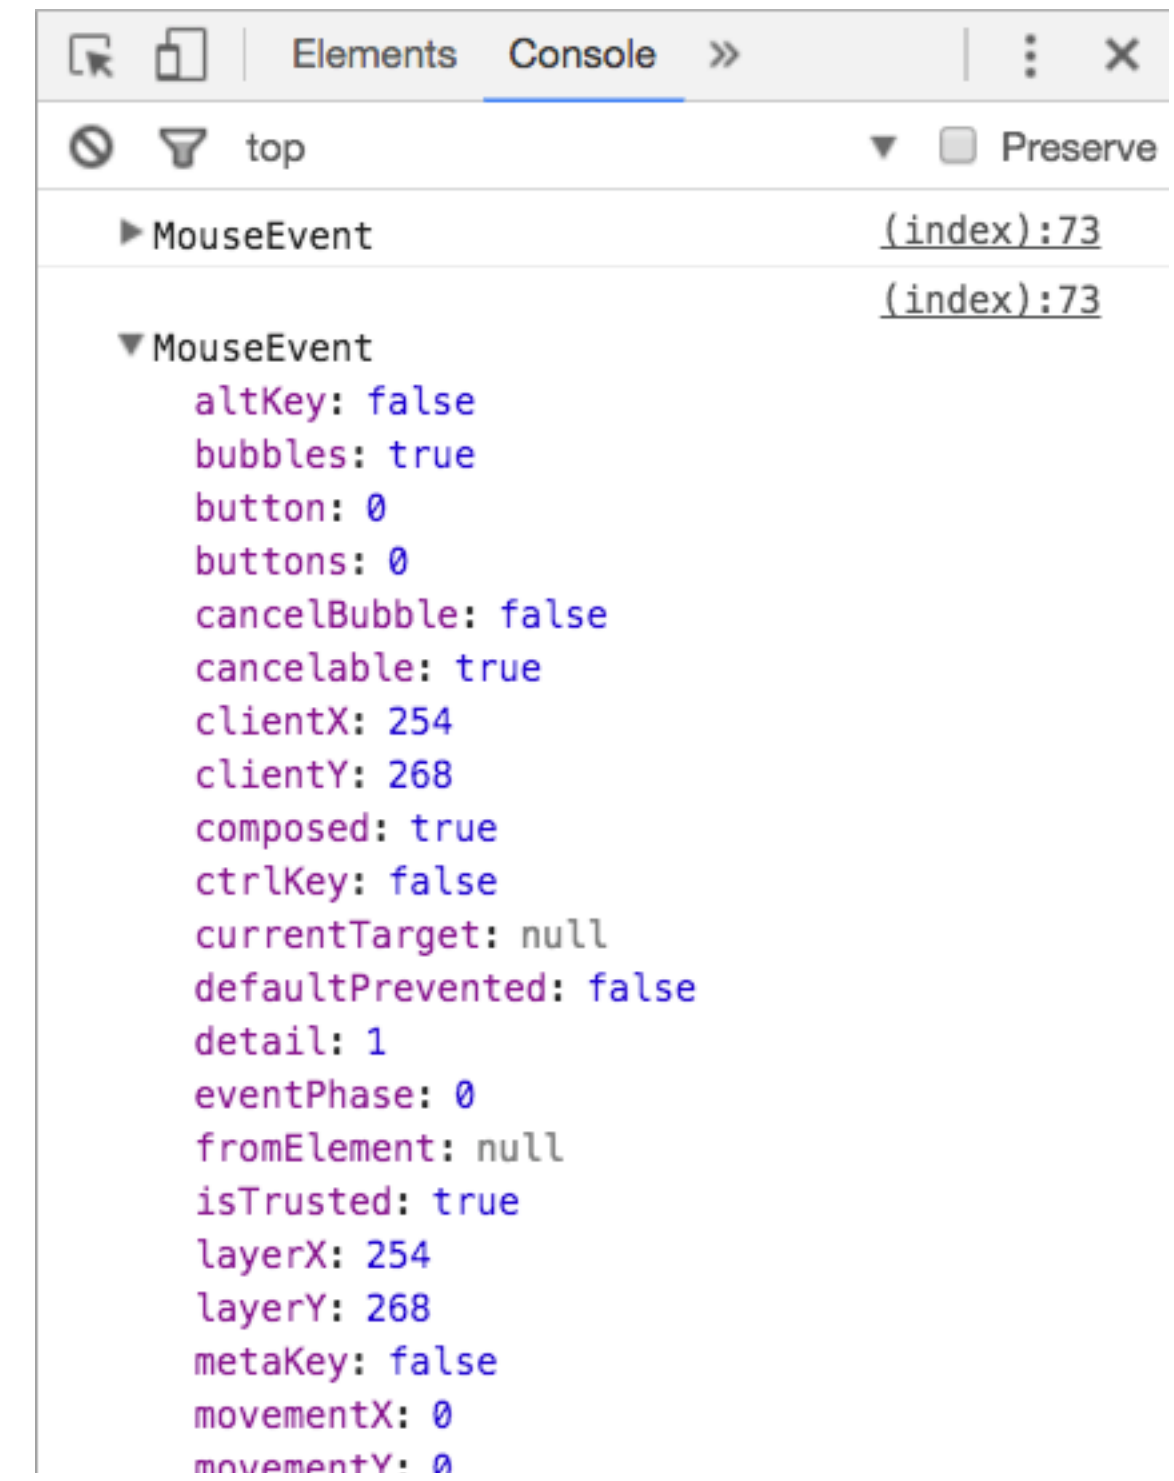 Elements Console »
top Preserve
MouseEvent (index):73
(index):73
MouseEvent
altKey: false
bubbles: true
button: 0
buttons: 0
cancelBubble: false
cancelable: true
clientX: 254
clientY: 268
composed: true
ctrlKey: false
currentTarget: null
defaultPrevented: false
detail: 1
eventPhase: 0
fromElement: null
isTrusted: true
layerX: 254
layerY: 268
metaKey: false
movementX: 0
movementY: 0